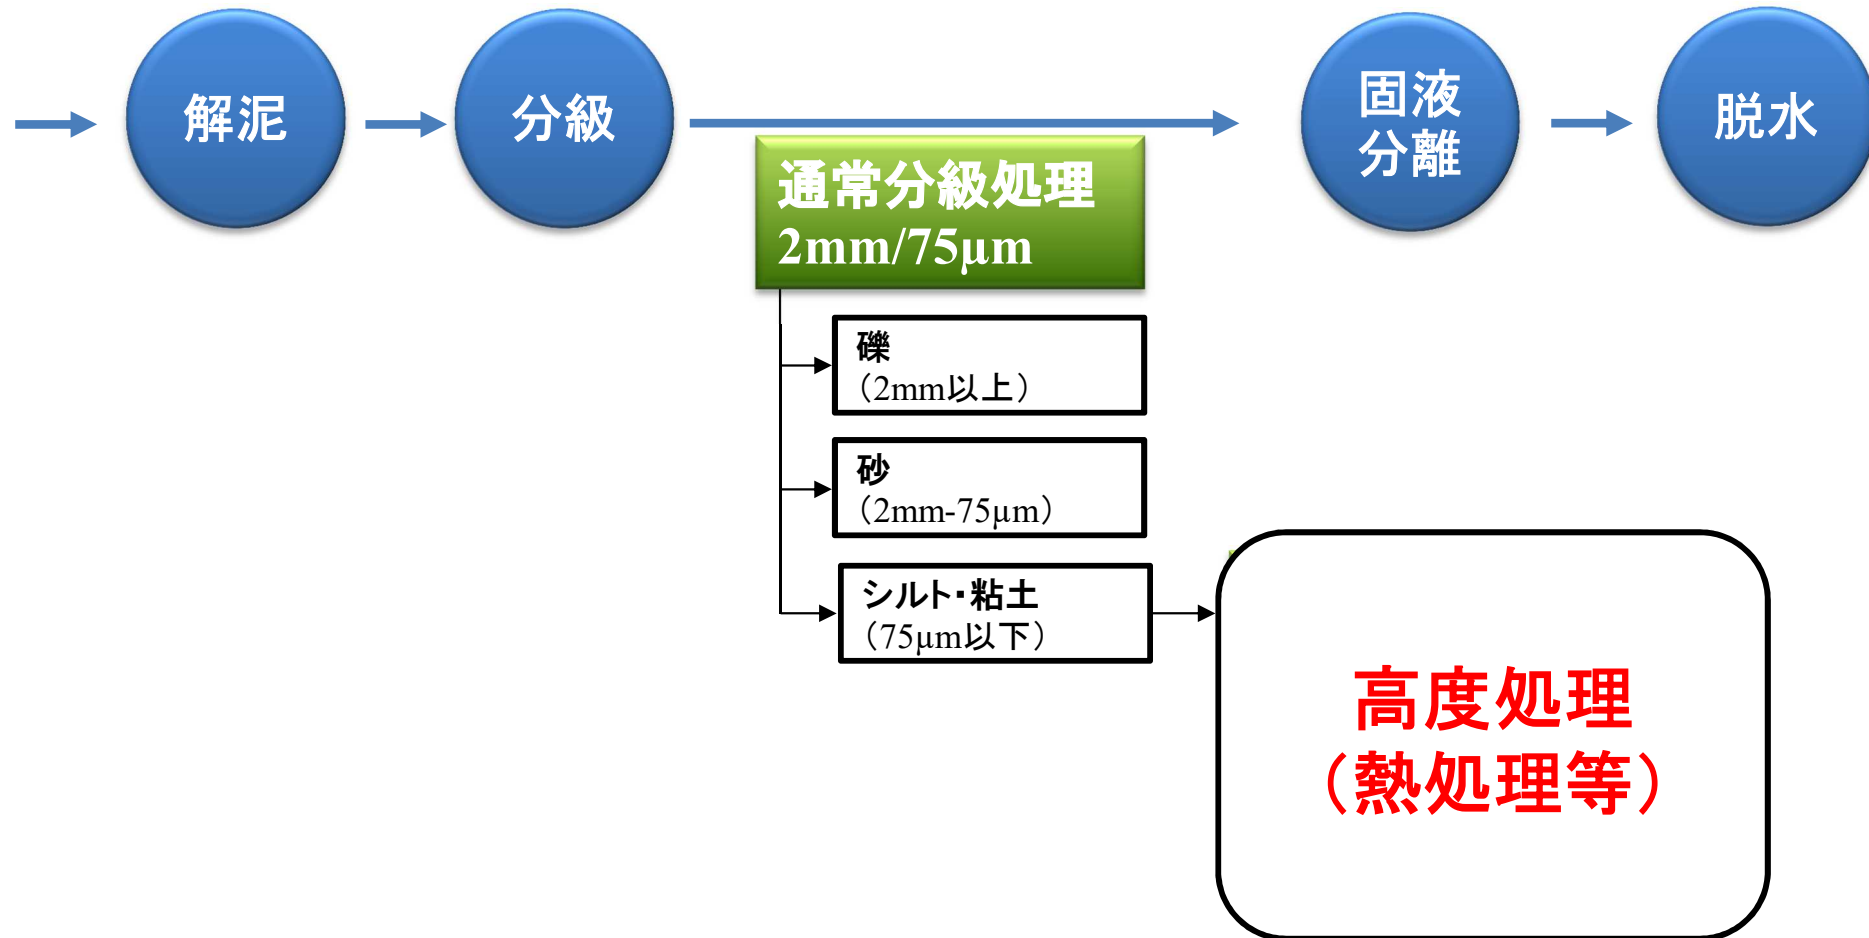 解泥
分級
固液
分離
脱水
通常分級処理
2mm/75μm
礫
（2mm以上）
砂
（2mm-75μm）
シルト・粘土
（75μm以下）
高度処理
（熱処理等）